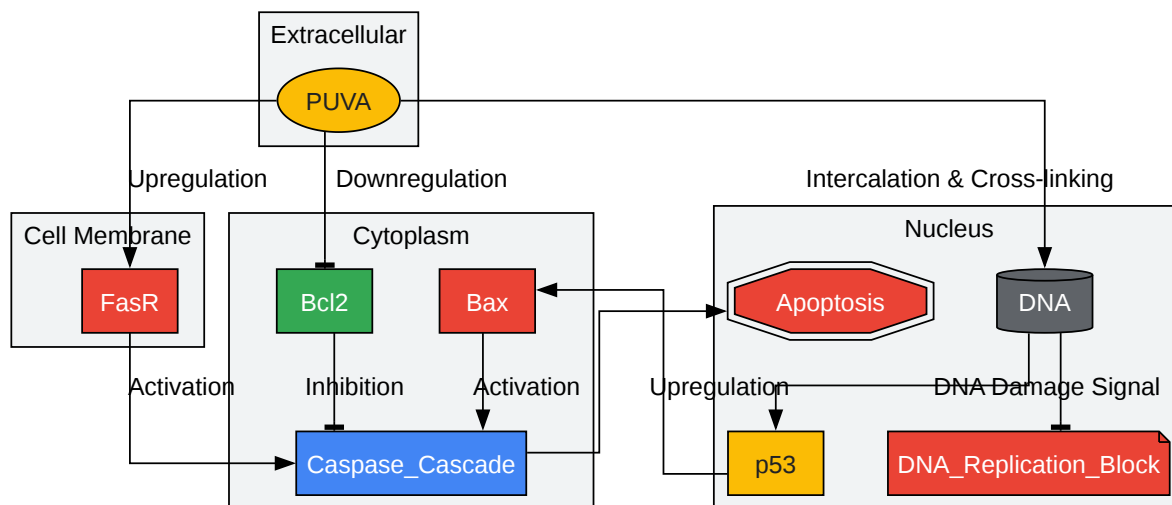 Extracellular
PUVA
Upregulation
Downregulation
Intercalation & Cross-linking
Cell Membrane
Cytoplasm
Nucleus
FasR
Bcl2
Bax
Apoptosis
DNA
Activation
Inhibition
Activation
Upregulation
DNA Damage Signal
Caspase_Cascade
p53
DNA_Replication_Block